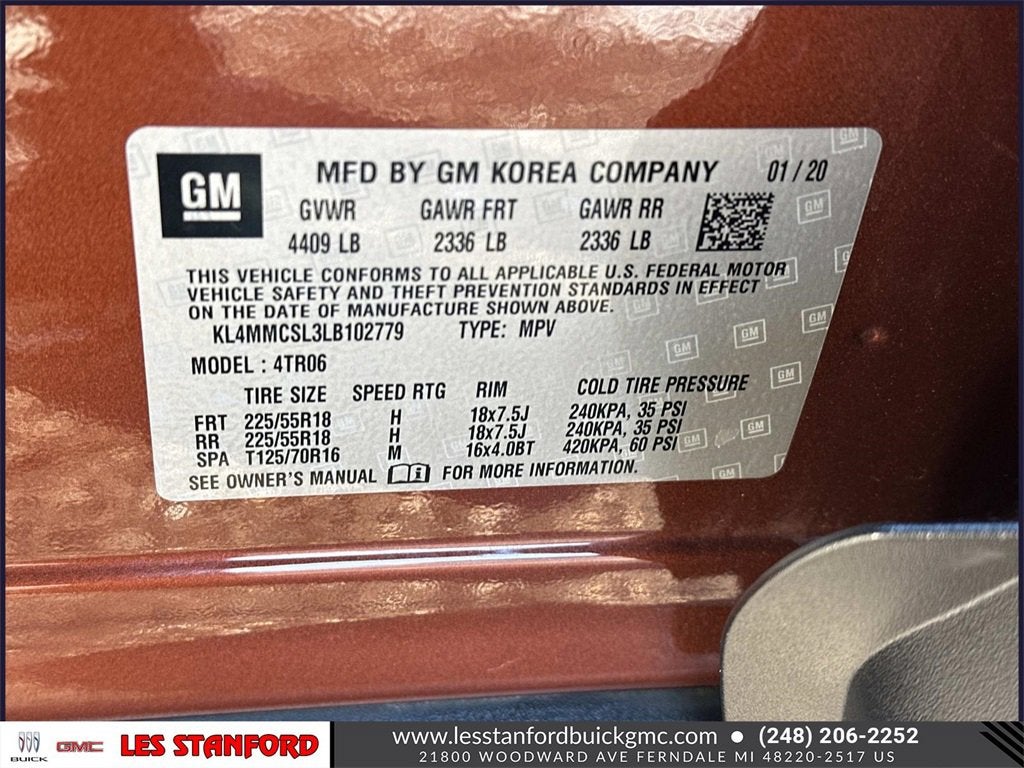 GM
MFD BY GM KOREA COMPANY 01/20
GVWR GAWR FRT GAWR RR
4409 LB 2336 LB 2336 LB
THIS VEHICLE CONFORMS TO ALL APPLICABLE U.S. FEDERAL MOTOR
VEHICLE SAFETY AND THEFT PREVENTION STANDARDS IN EFFECT
ON THE DATE OF MANUFACTURE SHOWN ABOVE.
KL4MMCSL3LB102779 TYPE: MPV
MODEL : 4TR06
TIRE SIZE SPEED RTG RIM COLD TIRE PRESSURE
FRT 225/55R18 H 18x7.5J 240KPA, 35 PSI
RR 225/55R18 H 18x7.5J 240KPA, 35 PSI
SPA T125/70R16 M 16x4.0BT 420KPA, 60 PSI
SEE OWNER'S MANUAL FOR MORE INFORMATION.
BUICK GMC LES STANFORD
www.lesstanfordbuickgmc.com • (248) 206-2252
21800 WOODWARD AVE FERNDALE MI 48220-2517 US